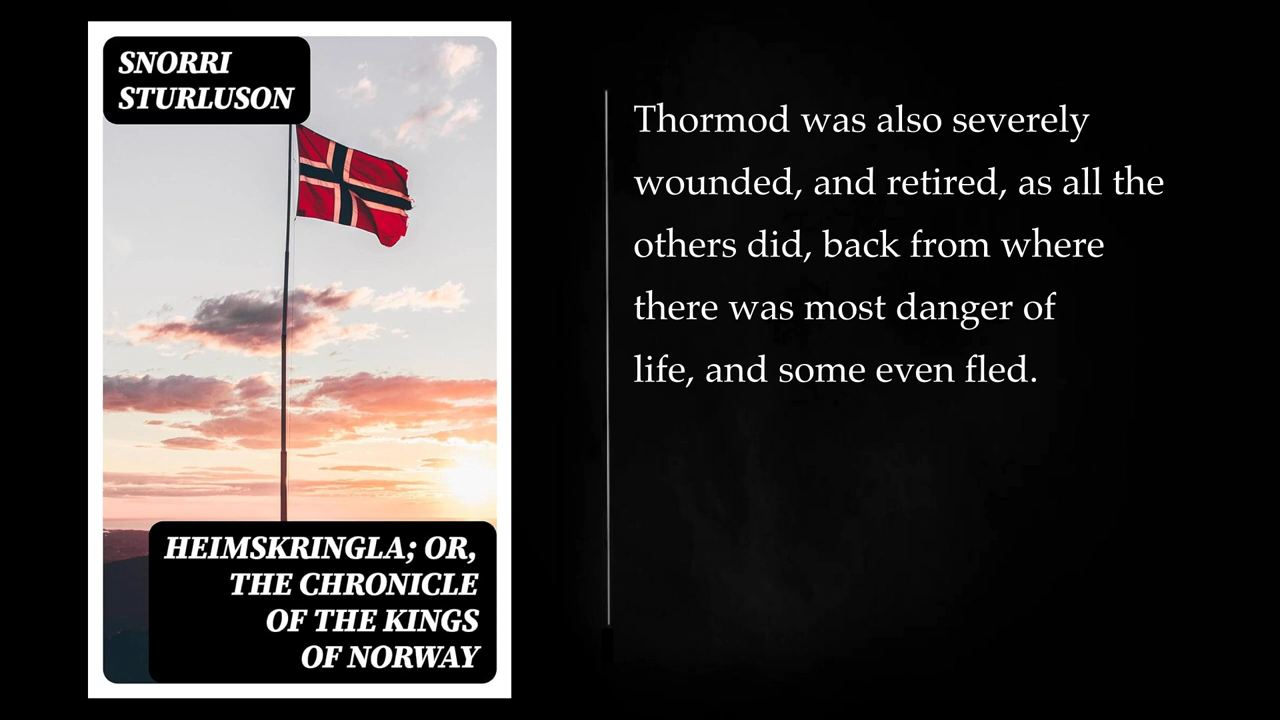 SNORRI
STURLUSON
HEIMSKRINGLA; OR,
THE CHRONICLE
OF THE KINGS
OF NORWAY
Thormod was also severely
wounded, and retired, as all the
others did, back from where
there was most danger of
life, and some even fled.